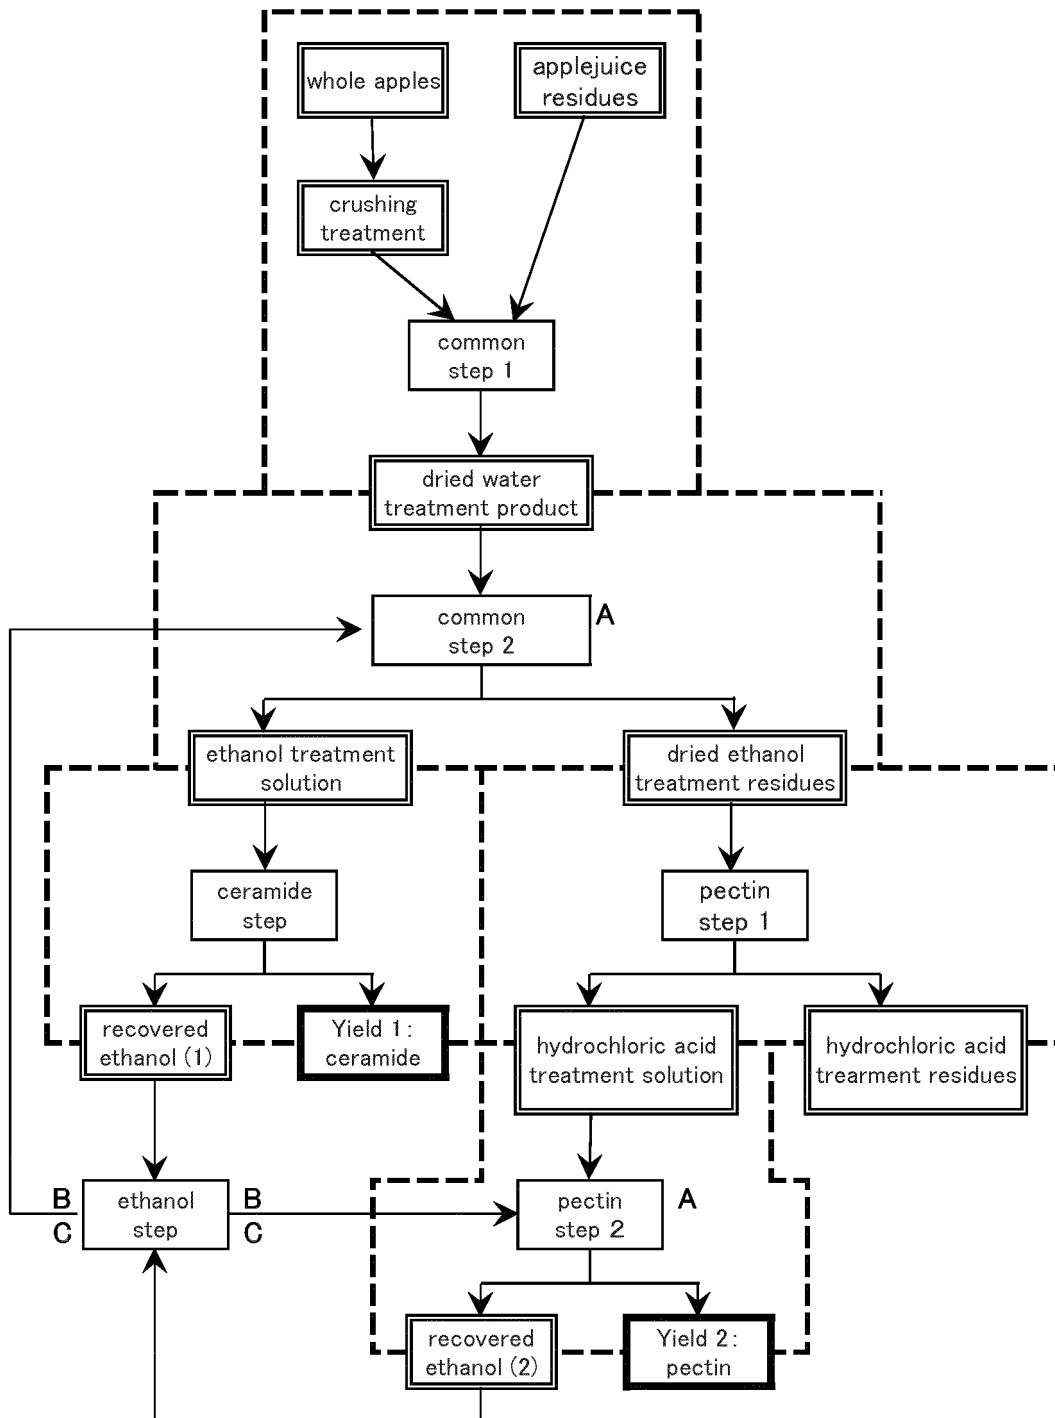 whole apples
applejuice
residues
crushing
treatment
common
step 1
dried water
treatment product
common
step 2
A
ethanol treatment
solution
dried ethanol
treatment residues
ceramide
step
pectin
step 1
recovered
ethanol (1)
Yield 1:
ceramide
hydrochloric acid
treatment solution
hydrochloric acid
trearment residues
B
C
ethanol
step
B
C
pectin
step 2
A
recovered
ethanol (2)
Yield 2:
pectin